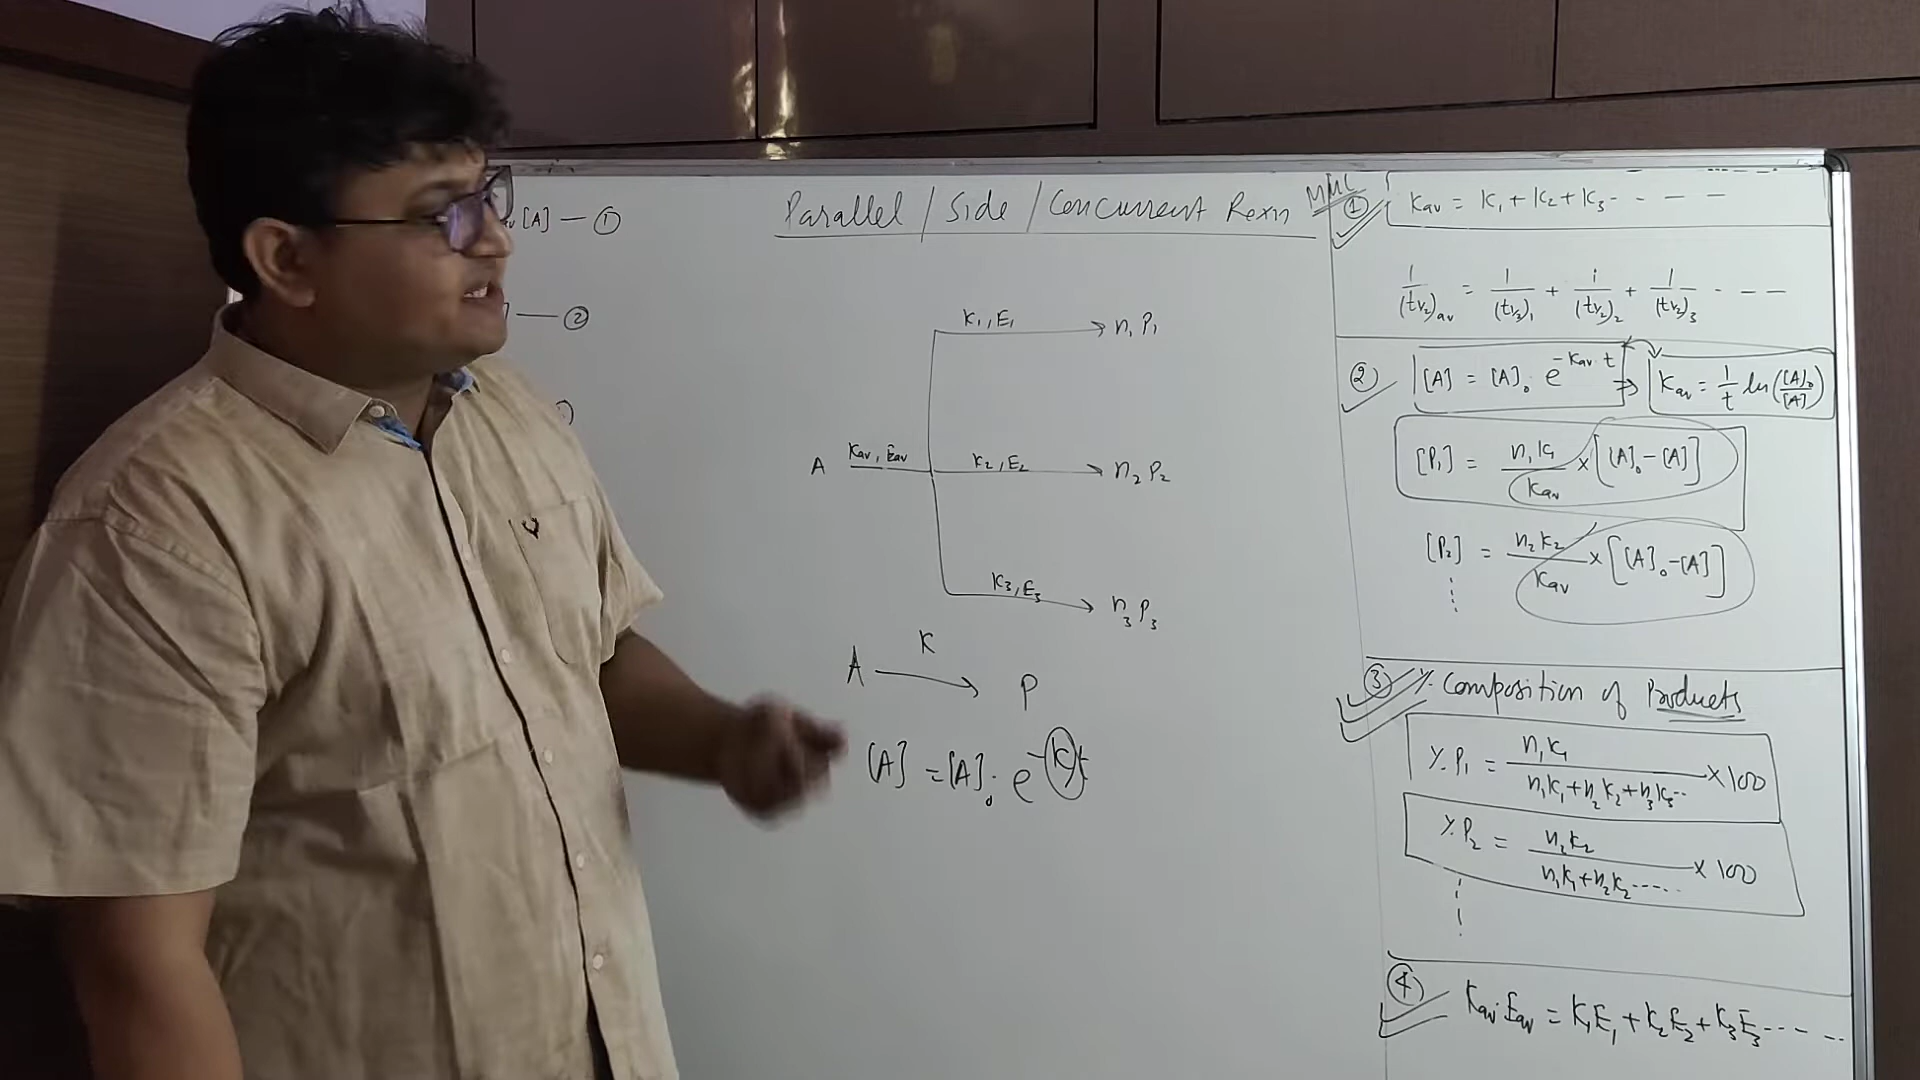 [A] — ①
— ②
Parallel / Side / Concurrent Rexn
K₁, E₁
n₁ P₁
A
Kav, Eav
K₂, E₂
n₂ P₂
K₃, E₃
n₃ P₃
A K P
[A] = [A]₀. e^-Kt
① Kav = K₁ + K₂ + K₃ - - — — —
1/(t½)av = 1/(t½)₁ + 1/(t½)₂ + 1/(t½)₃ - - - - —
② [A] = [A]₀. e^-Kav t ⇒ Kav = 1/t ln([A]₀/[A])
[P₁] = n₁K₁/Kav × [[A]₀ - [A]]
[P₂] = n₂K₂/Kav × [[A]₀ - [A]]
③ %. Composition of Products
%. P₁ = n₁K₁/n₁K₁+n₂K₂+n₃K₃-- × 100
%. P₂ = n₂K₂/n₁K₁+n₂K₂----- × 100
④ Kav.Eav = K₁E₁ + K₂E₂ + K₃E₃ - - - - --